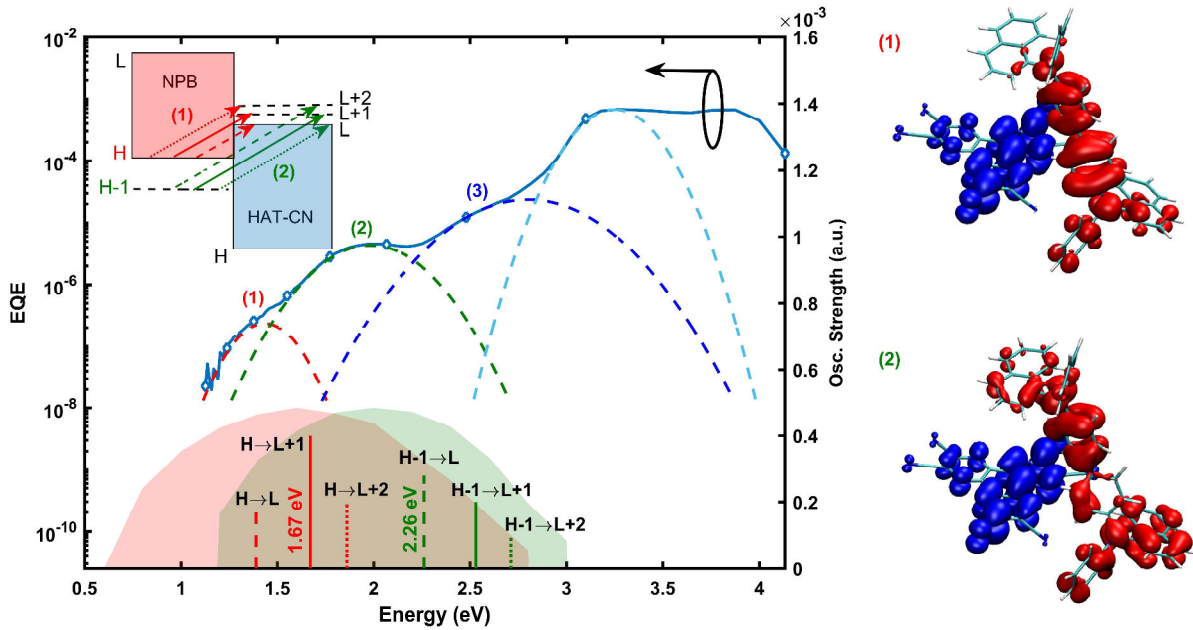 ×10⁻³
10⁻²
10⁻⁴
10⁻⁶
10⁻⁸
10⁻¹⁰
EQE
1.6
1.4
1.2
1
0.8
0.6
0.4
0.2
0
Osc. Strength (a.u.)
0.5
1
1.5
2
2.5
3
3.5
4
Energy (eV)
L
NPB
(1)
H
H-1
L+2
L+1
L
(2)
HAT-CN
H
(1)
(2)
(3)
H→L+1
H→L
1.67 eV
H→L+2
H-1→L
2.26 eV
H-1→L+1
H-1→L+2
(1)
(2)